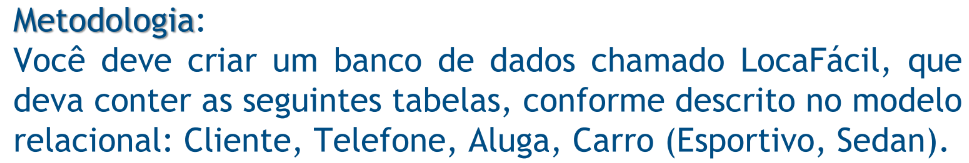 Metodologia:
Você deve criar um banco de dados chamado LocaFácil, que
deva conter as seguintes tabelas, conforme descrito no modelo
relacional: Cliente, Telefone, Aluga, Carro (Esportivo, Sedan).